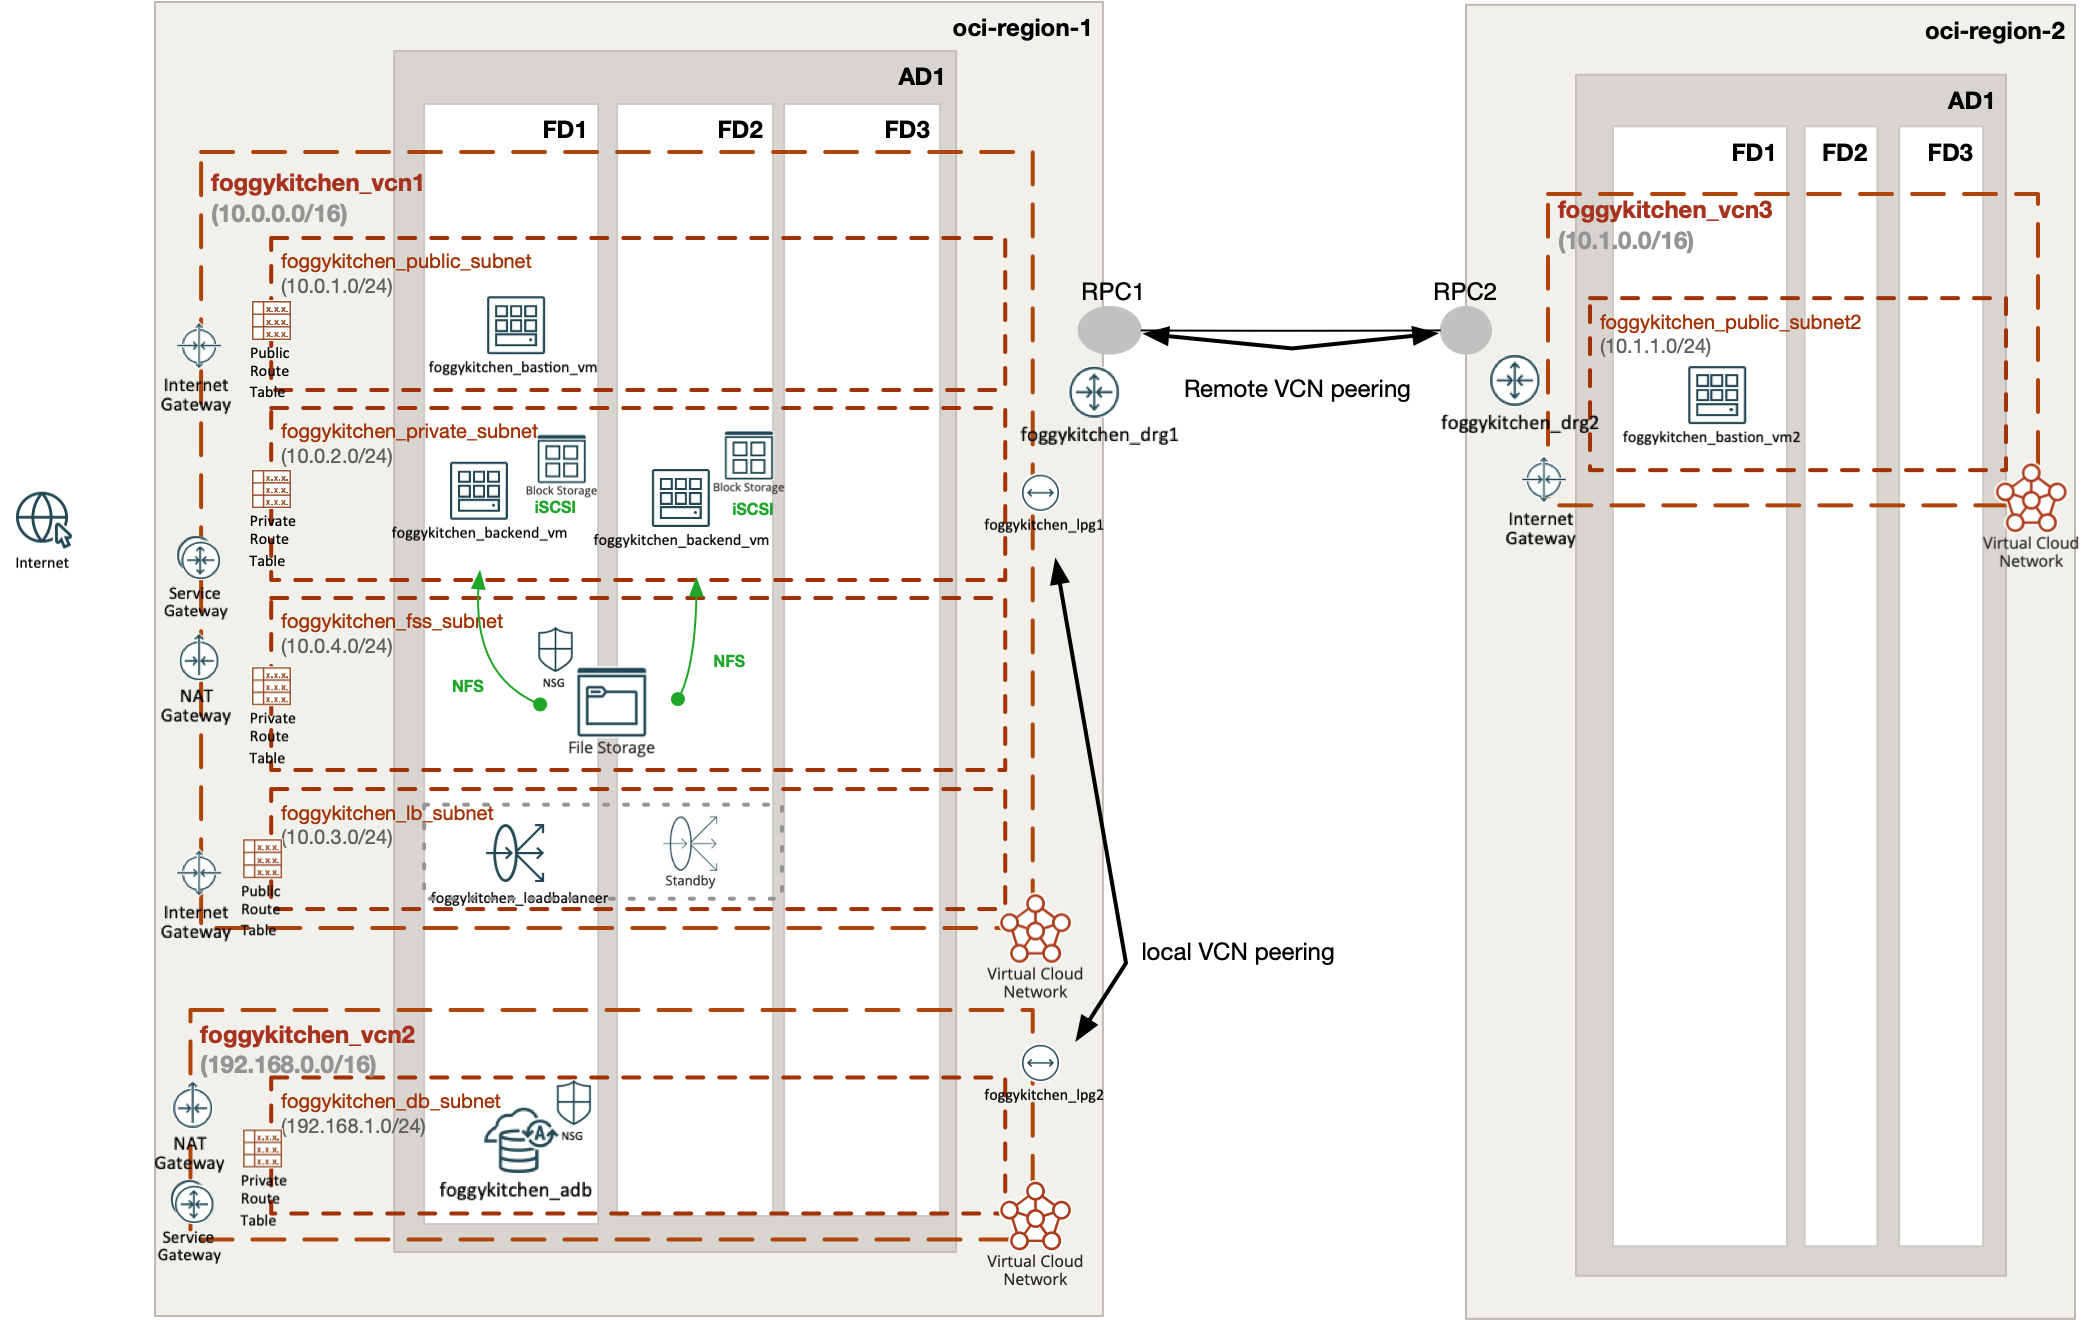 oci-region-1
AD1
FD1
FD2
FD3
foggykitchen_vcn1
(10.0.0.0/16)
foggykitchen_public_subnet
(10.0.1.0/24)
foggykitchen_bastion_vm
Public
Route
Table
Internet
Gateway
foggykitchen_private_subnet
(10.0.2.0/24)
Block Storage
iSCSI
foggykitchen_backend_vm
Block Storage
iSCSI
foggykitchen_backend_vm
Private
Route
Table
Internet
Service
Gateway
foggykitchen_fss_subnet
(10.0.4.0/24)
NSG
NFS
NFS
File Storage
NAT
Gateway
Private
Route
Table
foggykitchen_lb_subnet
(10.0.3.0/24)
foggykitchen_loadbalancer
Standby
Public
Route
Table
Internet
Gateway
Virtual Cloud
Network
foggykitchen_vcn2
(192.168.0.0/16)
foggykitchen_db_subnet
(192.168.1.0/24)
NSG
foggykitchen_adb
NAT
Gateway
Private
Route
Table
Service
Gateway
Virtual Cloud
Network
RPC1
RPC2
Remote VCN peering
foggykitchen_drg1
foggykitchen_drg2
foggykitchen_lpg1
local VCN peering
foggykitchen_lpg2
oci-region-2
AD1
FD1
FD2
FD3
foggykitchen_vcn3
(10.1.0.0/16)
foggykitchen_public_subnet2
(10.1.1.0/24)
foggykitchen_bastion_vm2
Internet
Gateway
Virtual Cloud
Network